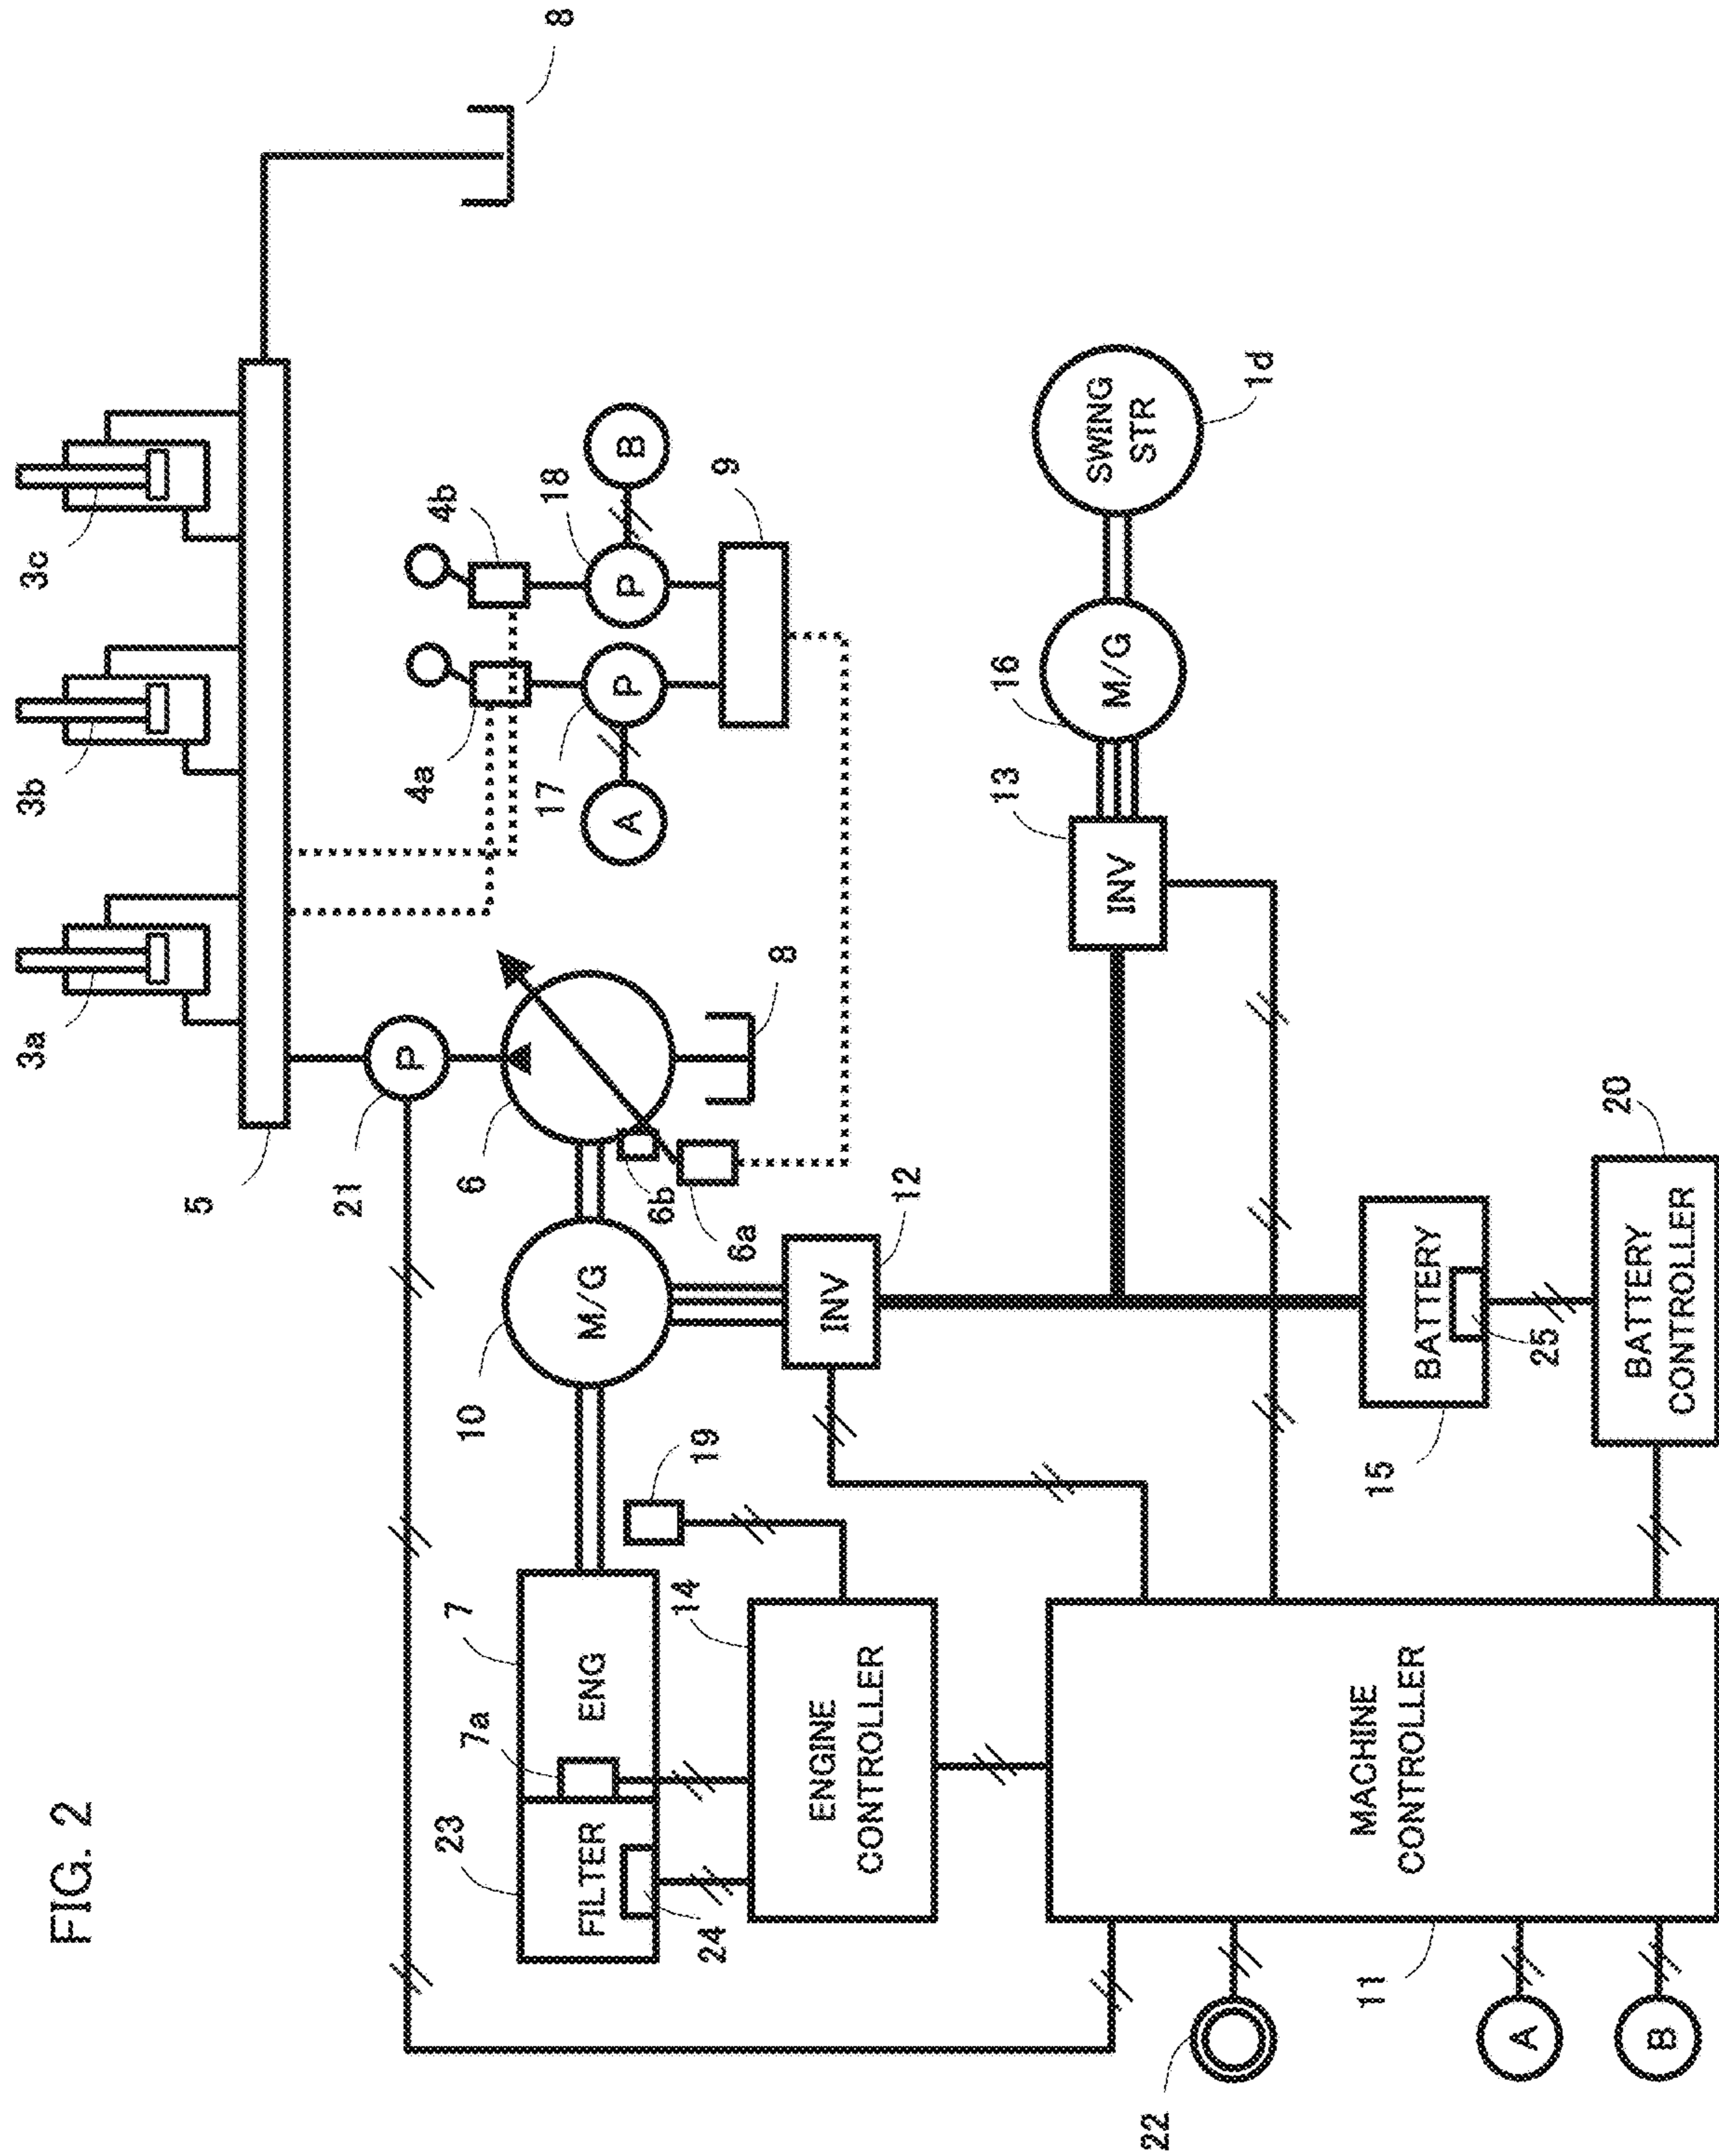 FIG. 2
3a
3b
3c
8
5
21
P
6
6b
6a
8
4a
4b
17
18
P
P
A
B
9
10
M/G
12
INV
13
INV
16
M/G
SWING
STR
1d
23
FILTER
24
7a
7
ENG
19
14
ENGINE
CONTROLLER
15
BATTERY
25
20
BATTERY
CONTROLLER
MACHINE
CONTROLLER
11
22
A
B